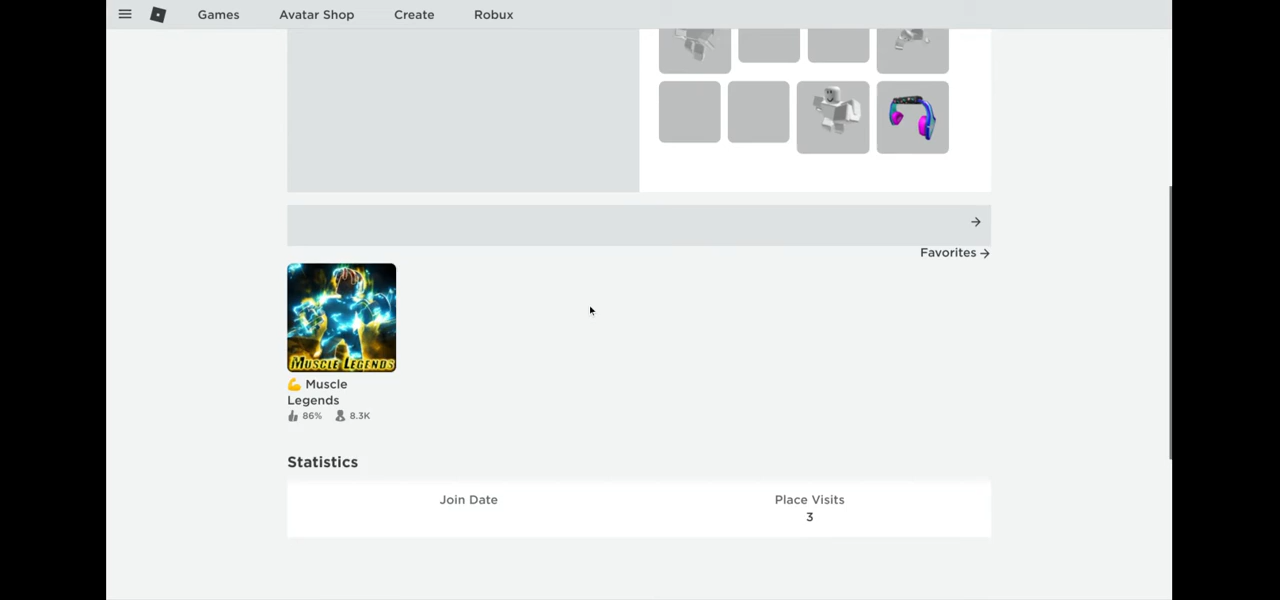 Games Avatar Shop Create Robux
Favorites
MUSCLE LEGENDS
💪 Muscle
Legends
86% 8.3K
Statistics
Join Date Place Visits
3